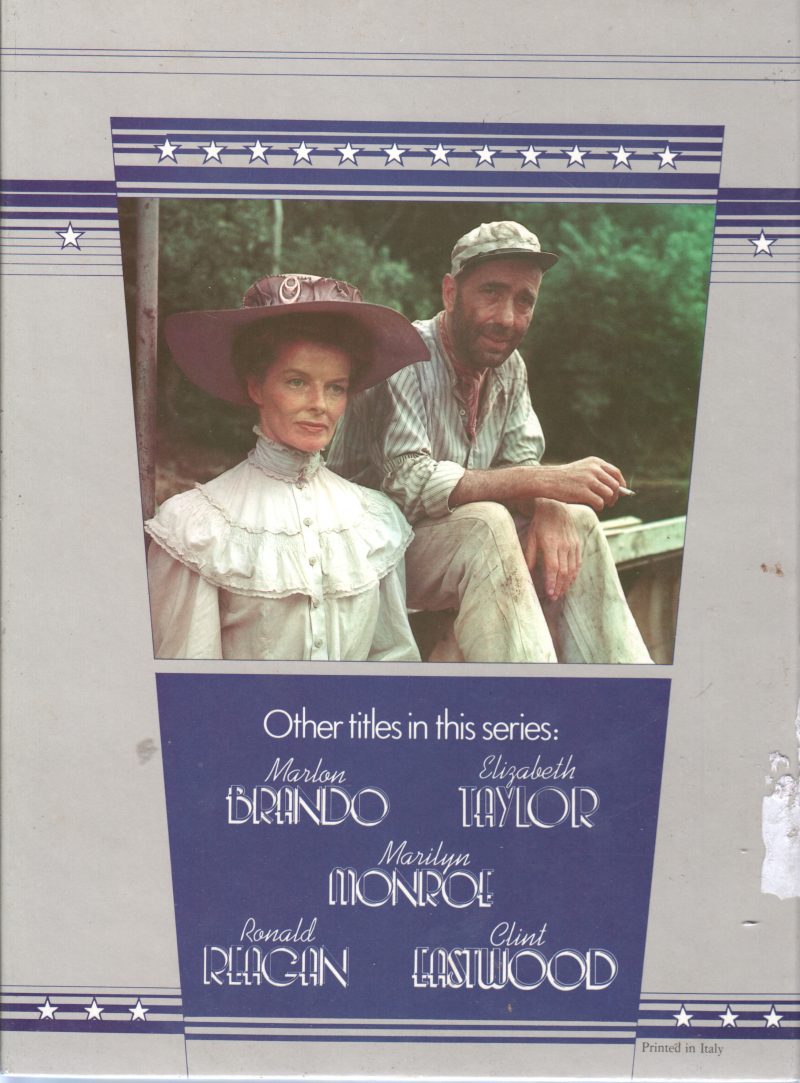 Other titles in this series:
Marlon Elizabeth
BRANDO TAYLOR
Marilyn
MONROE
Ronald Clint
REAGAN EASTWOOD
Printed in Italy